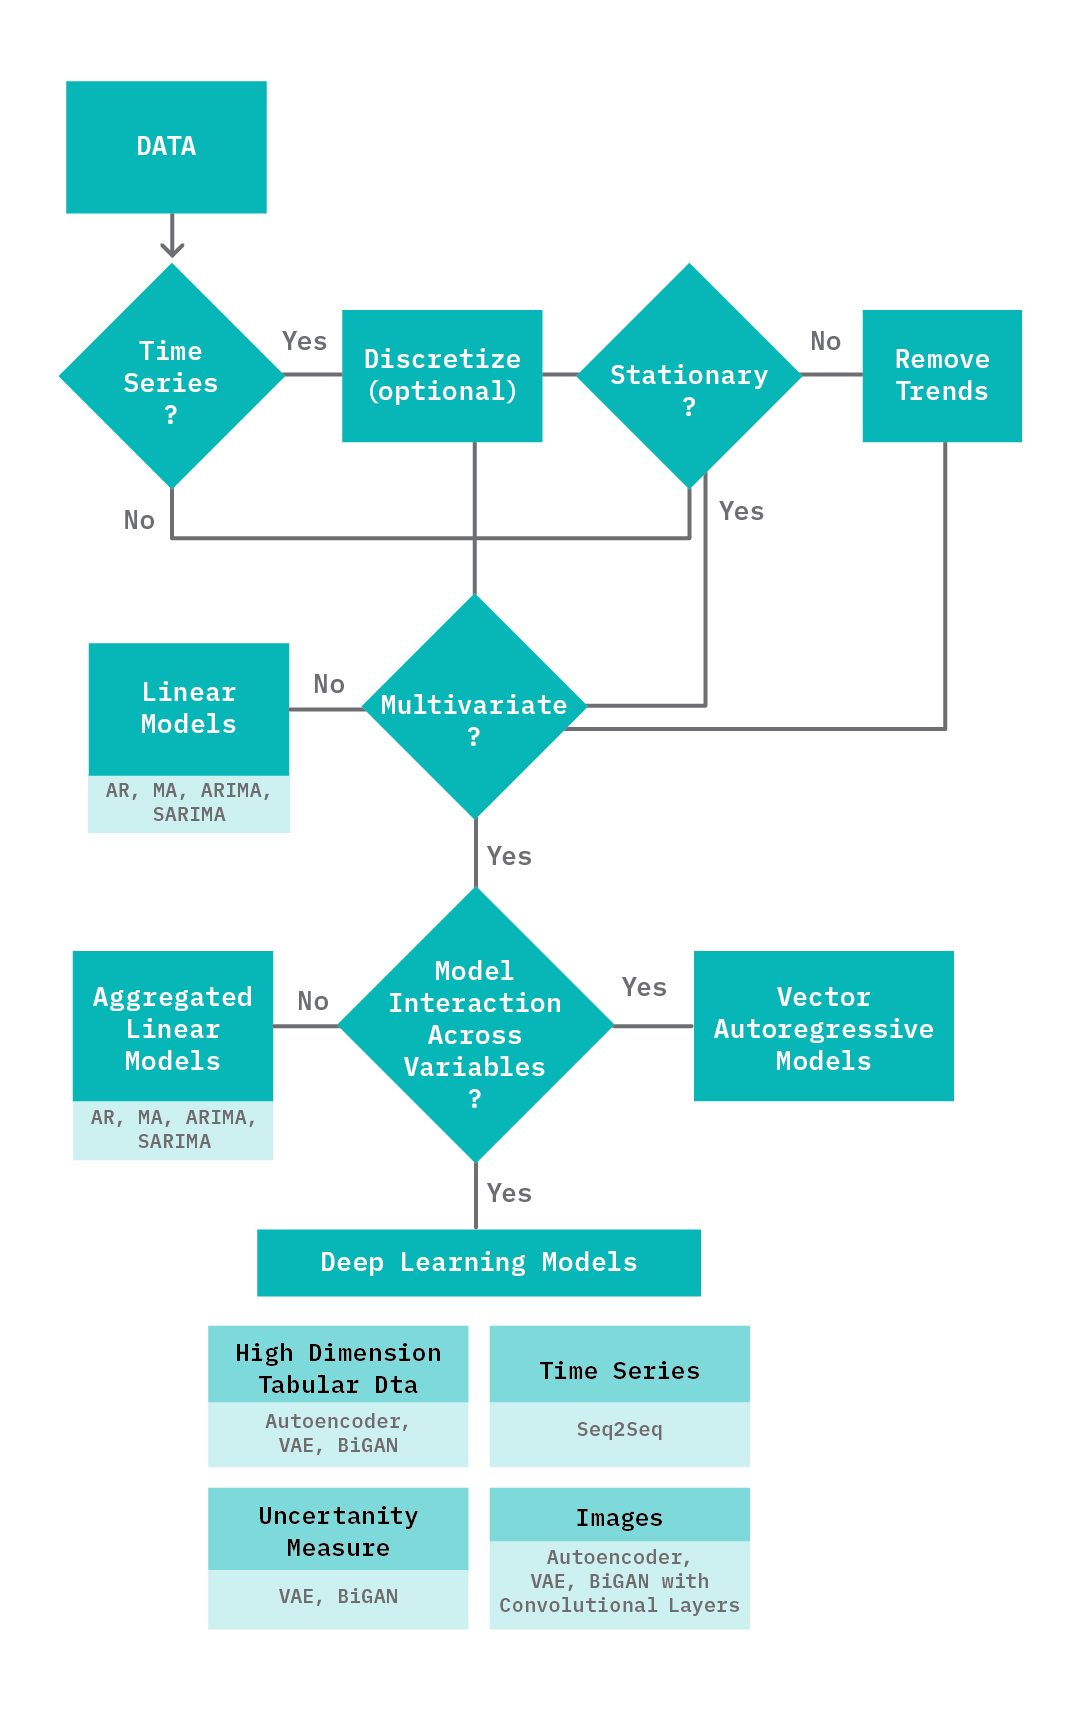 DATA
Time
Series
?
Yes
Discretize
(optional)
Stationary
?
No
Remove
Trends
No
Yes
Linear
Models
AR, MA, ARIMA,
SARIMA
No
Multivariate
?
Yes
Aggregated
Linear
Models
AR, MA, ARIMA,
SARIMA
No
Model
Interaction
Across
Variables
?
Yes
Vector
Autoregressive
Models
Yes
Deep Learning Models
High Dimension
Tabular Dta
Autoencoder,
VAE, BiGAN
Time Series
Seq2Seq
Uncertanity
Measure
VAE, BiGAN
Images
Autoencoder,
VAE, BiGAN with
Convolutional Layers